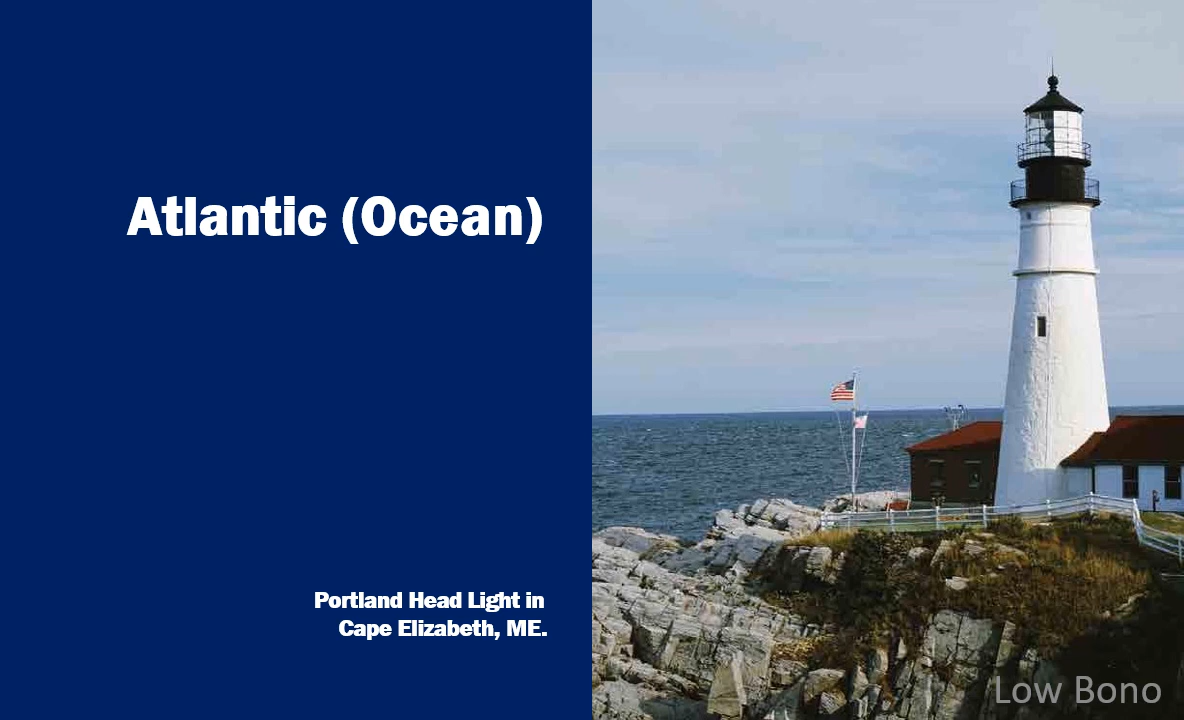 Atlantic (Ocean)
Portland Head Light in
Cape Elizabeth, ME.
Low Bono